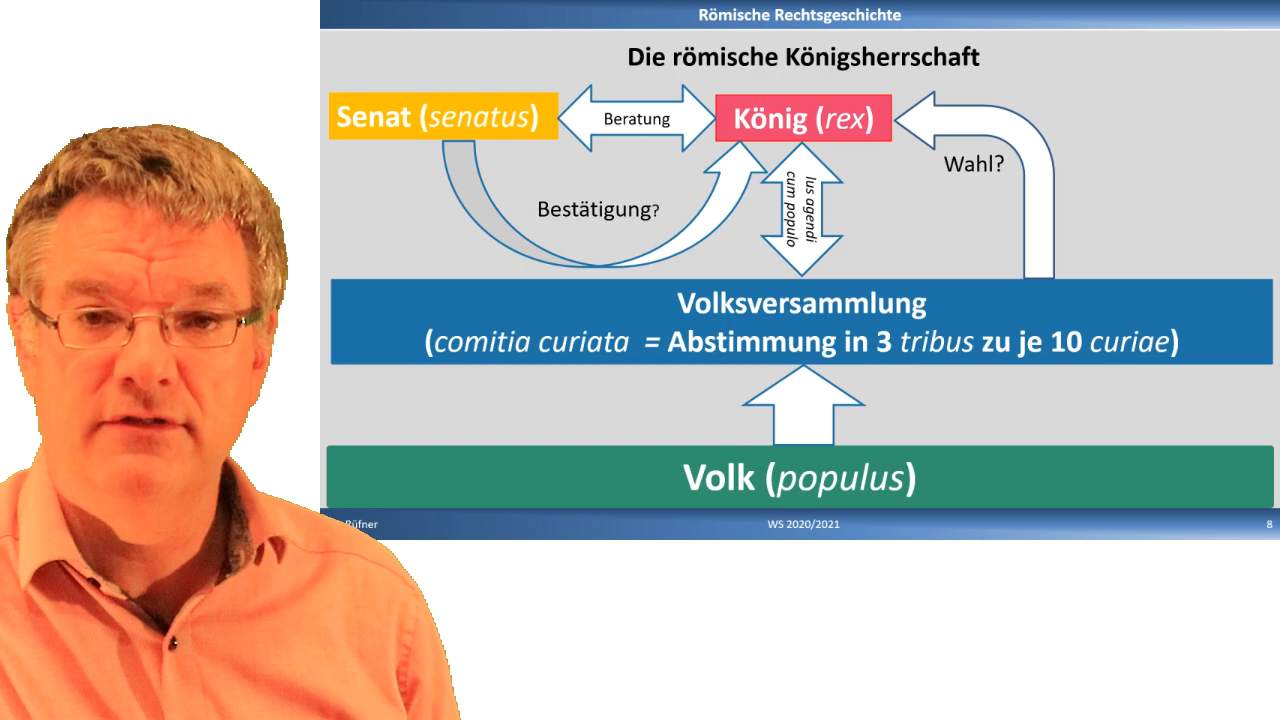 Römische Rechtsgeschichte
Die römische Königsherrschaft
Senat (senatus)
Beratung
König (rex)
Wahl?
Bestätigung?
Ius agendi
cum populo
Volksversammlung
(comitia curiata = Abstimmung in 3 tribus zu je 10 curiae)
Volk (populus)
Rüfner
WS 2020/2021
8